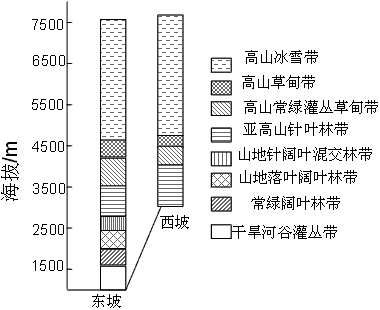 海拔/m
7500
6500
5500
4500
3500
2500
1500
东坡
西坡
高山冰雪带
高山草甸带
高山常绿灌丛草甸带
亚高山针叶林带
山地针阔叶混交林带
山地落叶阔叶林带
常绿阔叶林带
干旱河谷灌丛带